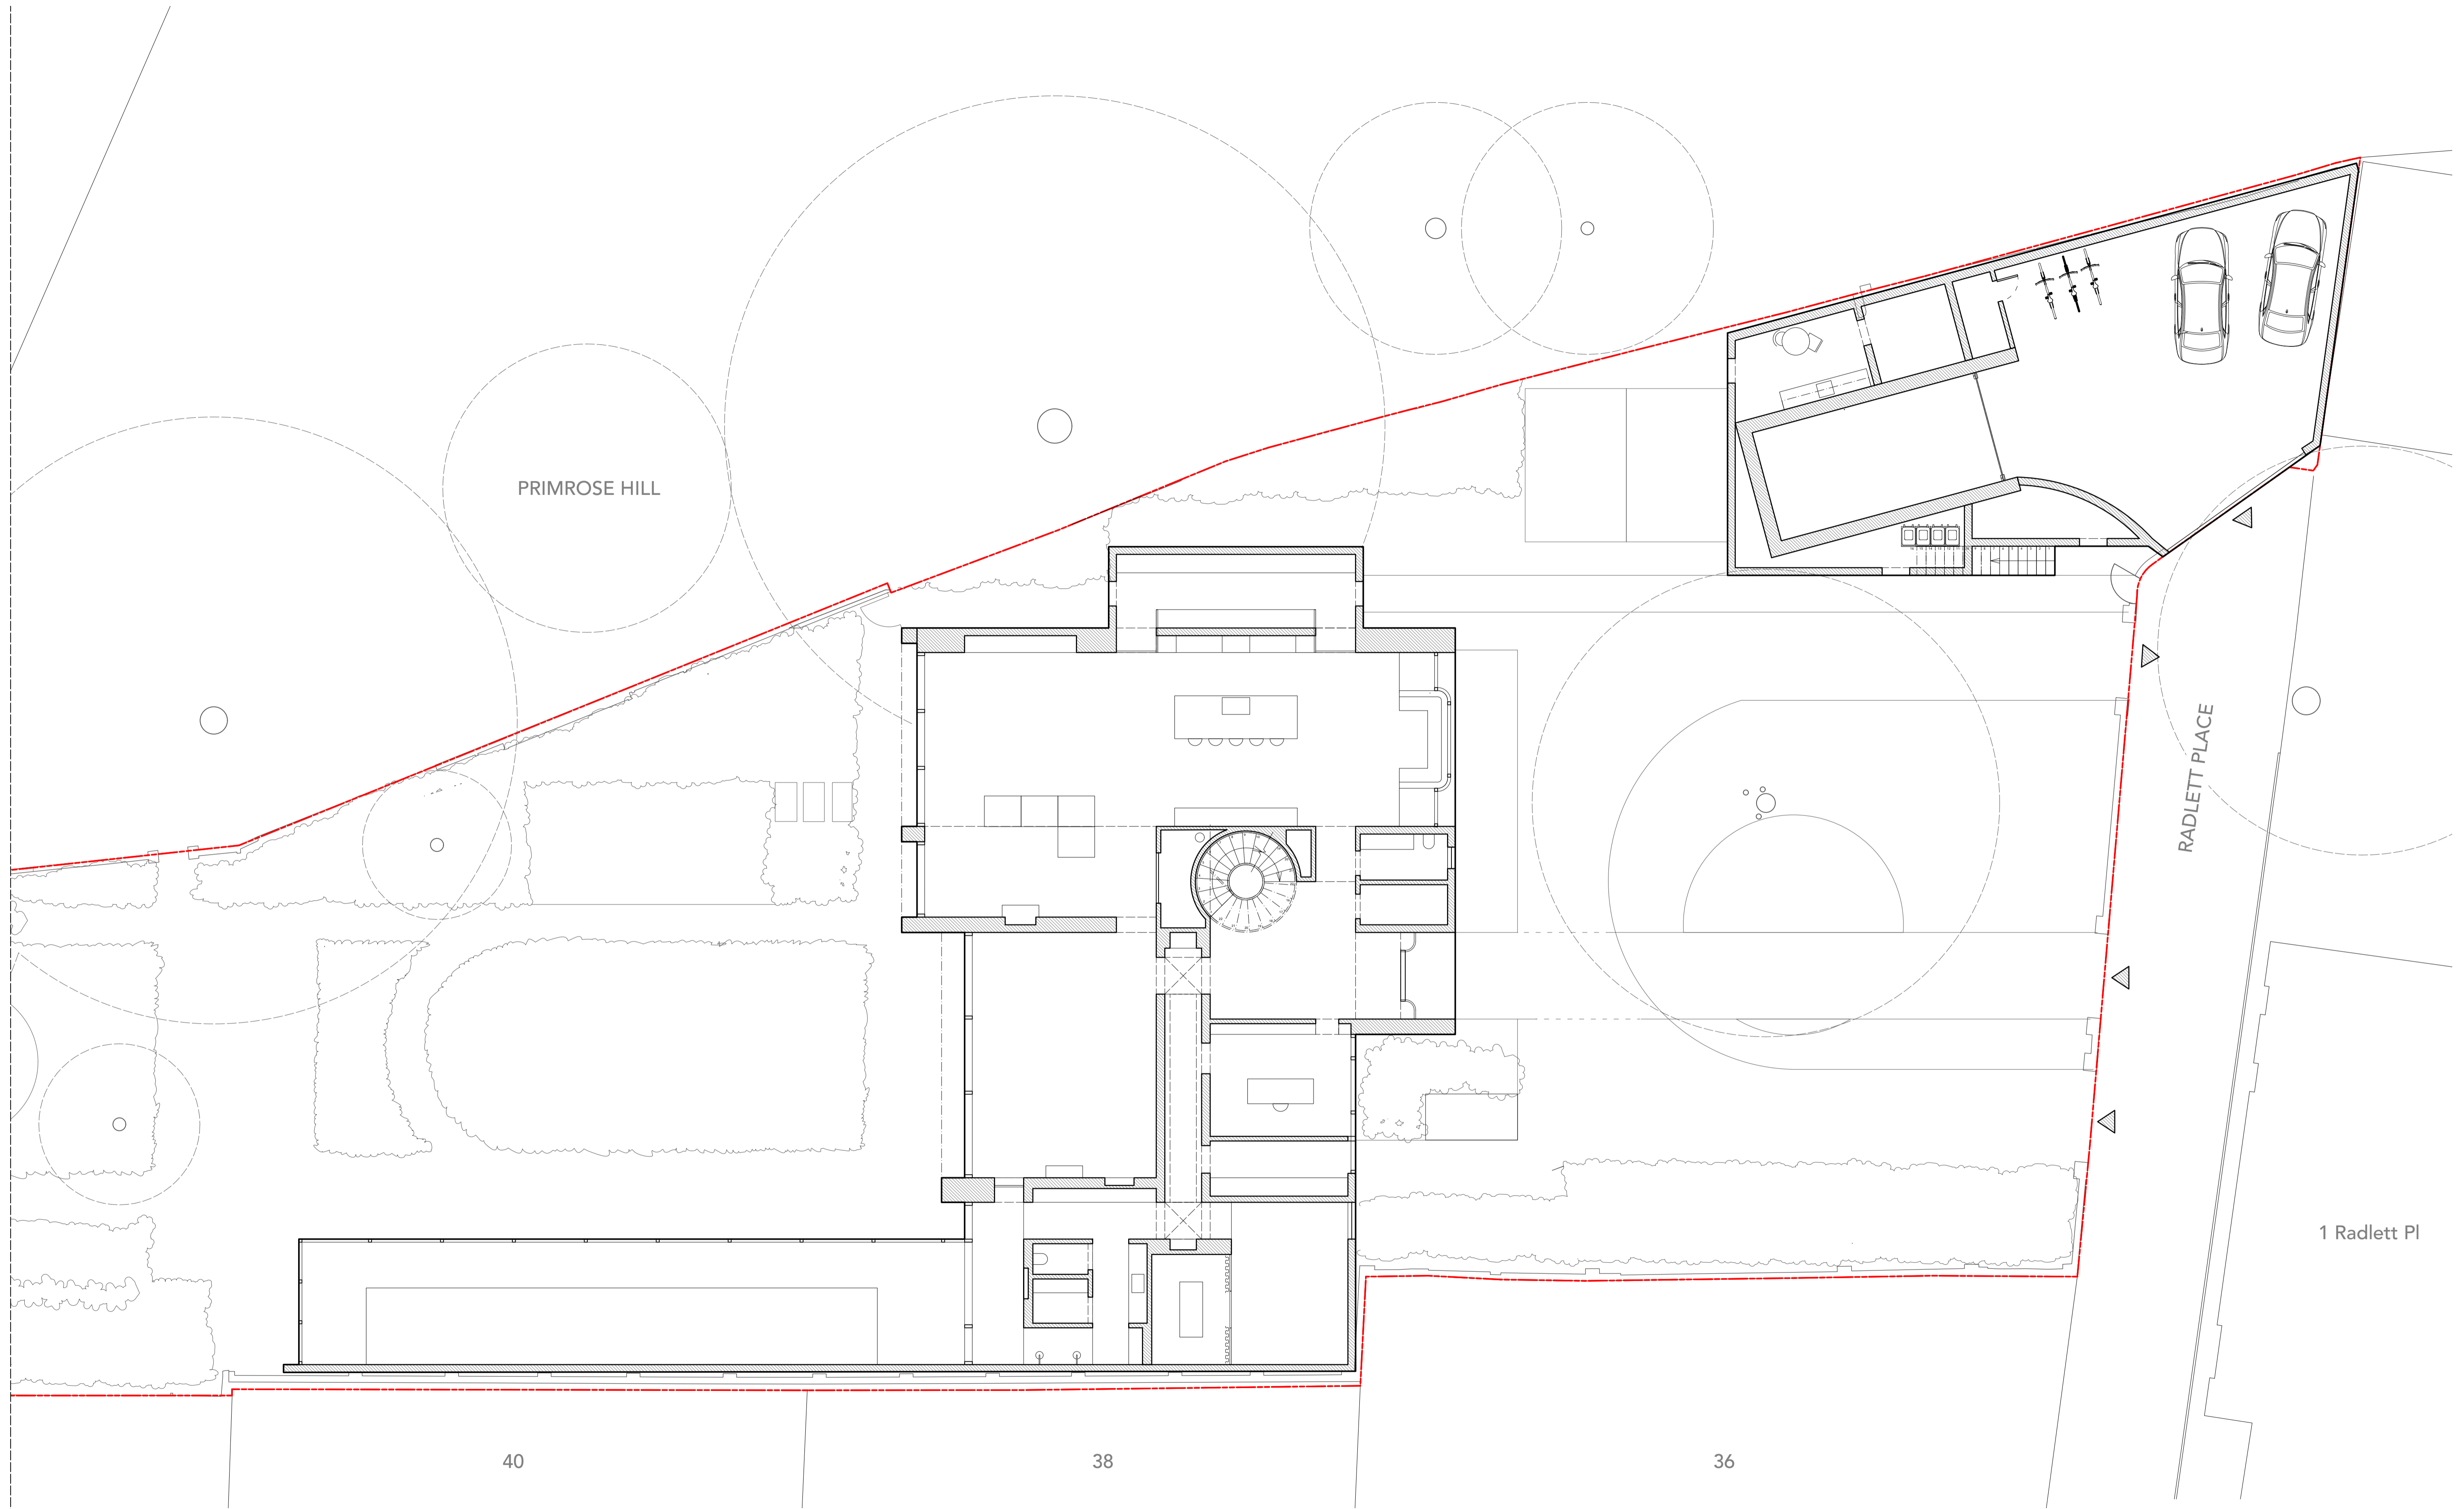 PRIMROSE HILL
RADLETT PLACE
1 Radlett Pl
40
38
36